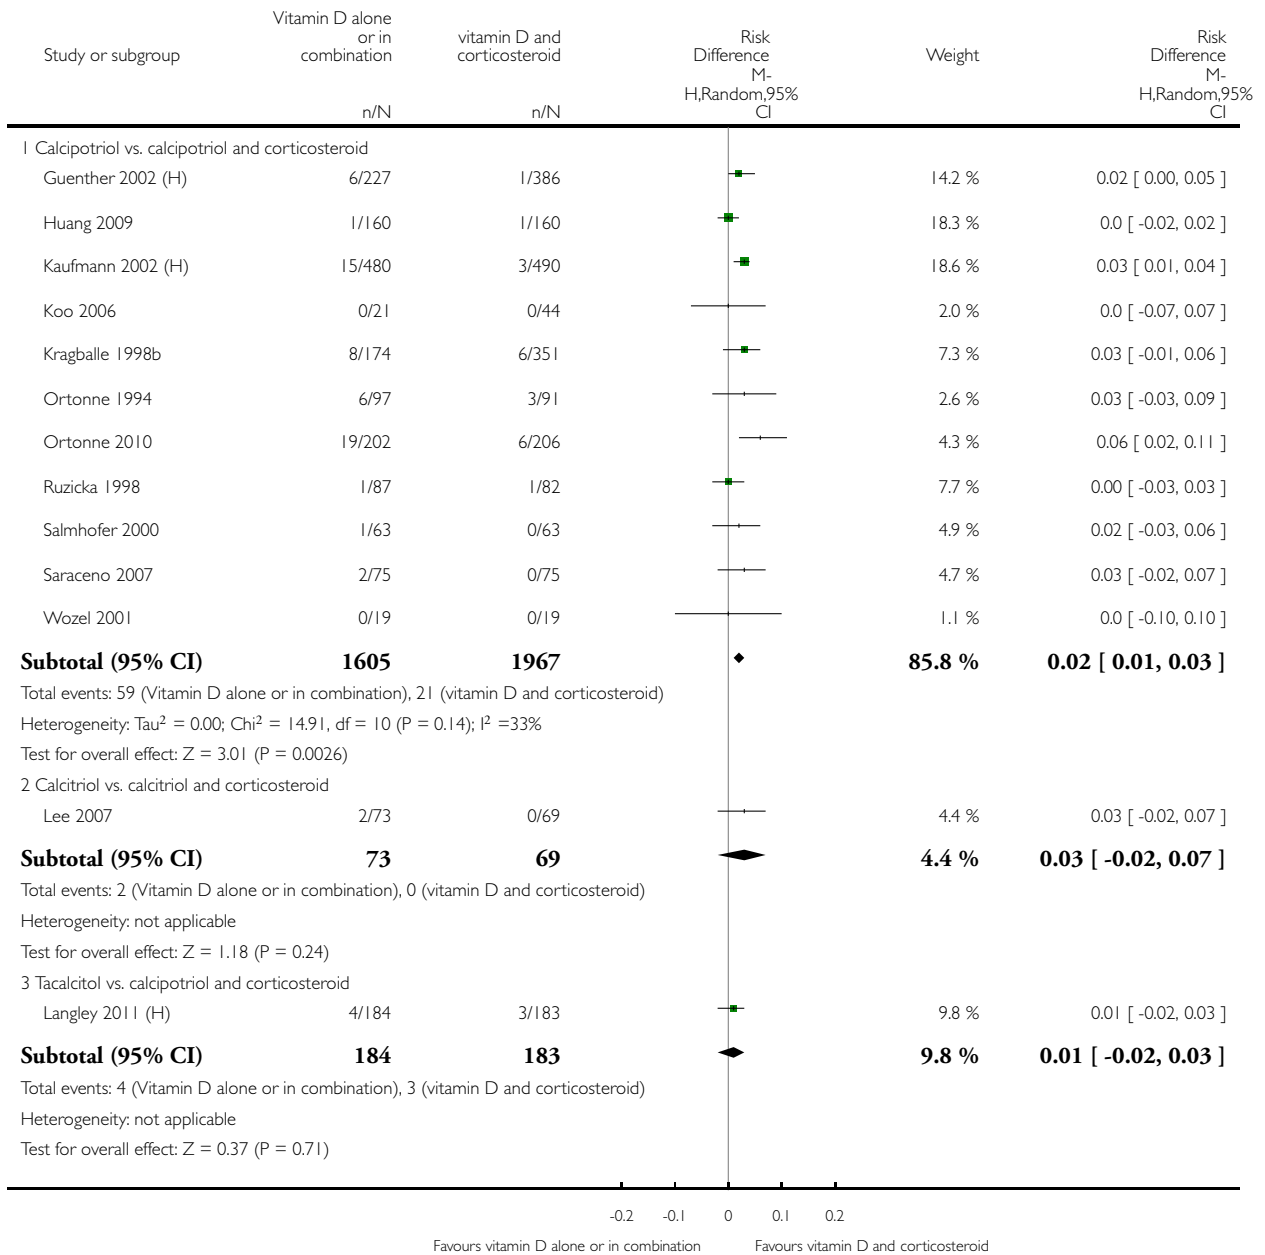 Study or subgroup
Vitamin D alone
or in
combination
vitamin D and
corticosteroid
Risk
Difference
Weight
Risk
Difference
n/N
n/N
M-
H,Random,95%
CI
M-
H,Random,95%
CI
1 Calcipotriol vs. calcipotriol and corticosteroid
Guenther 2002 (H) 6/227 1/386 14.2 % 0.02 [ 0.00, 0.05 ]
Huang 2009 1/160 1/160 18.3 % 0.0 [ -0.02, 0.02 ]
Kaufmann 2002 (H) 15/480 3/490 18.6 % 0.03 [ 0.01, 0.04 ]
Koo 2006 0/21 0/44 2.0 % 0.0 [ -0.07, 0.07 ]
Kragballe 1998b 8/174 6/351 7.3 % 0.03 [ -0.01, 0.06 ]
Ortonne 1994 6/97 3/91 2.6 % 0.03 [ -0.03, 0.09 ]
Ortonne 2010 19/202 6/206 4.3 % 0.06 [ 0.02, 0.11 ]
Ruzicka 1998 1/87 1/82 7.7 % 0.00 [ -0.03, 0.03 ]
Salmhofer 2000 1/63 0/63 4.9 % 0.02 [ -0.03, 0.06 ]
Saraceno 2007 2/75 0/75 4.7 % 0.03 [ -0.02, 0.07 ]
Wozel 2001 0/19 0/19 1.1 % 0.0 [ -0.10, 0.10 ]
Subtotal (95% CI) 1605 1967 85.8 % 0.02 [ 0.01, 0.03 ]
Total events: 59 (Vitamin D alone or in combination), 21 (vitamin D and corticosteroid)
Heterogeneity: Tau² = 0.00; Chi² = 14.91, df = 10 (P = 0.14); I² =33%
Test for overall effect: Z = 3.01 (P = 0.0026)
2 Calcitriol vs. calcitriol and corticosteroid
Lee 2007 2/73 0/69 4.4 % 0.03 [ -0.02, 0.07 ]
Subtotal (95% CI) 73 69 4.4 % 0.03 [ -0.02, 0.07 ]
Total events: 2 (Vitamin D alone or in combination), 0 (vitamin D and corticosteroid)
Heterogeneity: not applicable
Test for overall effect: Z = 1.18 (P = 0.24)
3 Tacalcitol vs. calcipotriol and corticosteroid
Langley 2011 (H) 4/184 3/183 9.8 % 0.01 [ -0.02, 0.03 ]
Subtotal (95% CI) 184 183 9.8 % 0.01 [ -0.02, 0.03 ]
Total events: 4 (Vitamin D alone or in combination), 3 (vitamin D and corticosteroid)
Heterogeneity: not applicable
Test for overall effect: Z = 0.37 (P = 0.71)
-0.2 -0.1 0 0.1 0.2
Favours vitamin D alone or in combination Favours vitamin D and corticosteroid